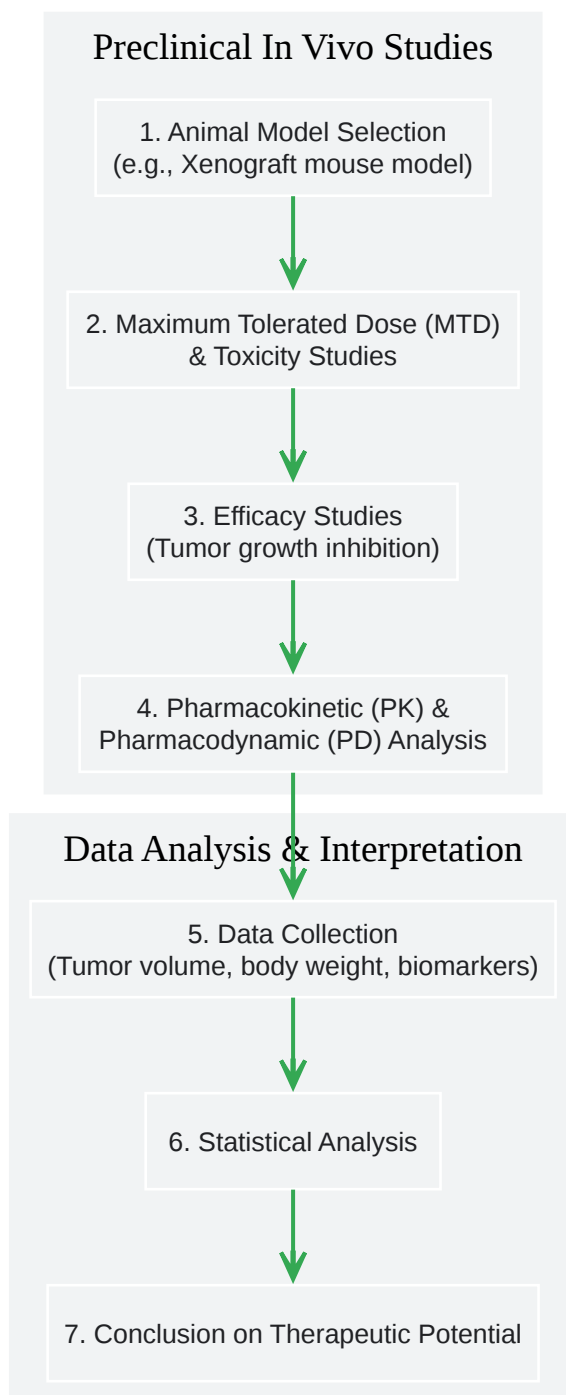 Preclinical In Vivo Studies
1. Animal Model Selection
(e.g., Xenograft mouse model)
2. Maximum Tolerated Dose (MTD)
& Toxicity Studies
3. Efficacy Studies
(Tumor growth inhibition)
4. Pharmacokinetic (PK) &
Pharmacodynamic (PD) Analysis
Data Analysis & Interpretation
5. Data Collection
(Tumor volume, body weight, biomarkers)
6. Statistical Analysis
7. Conclusion on Therapeutic Potential